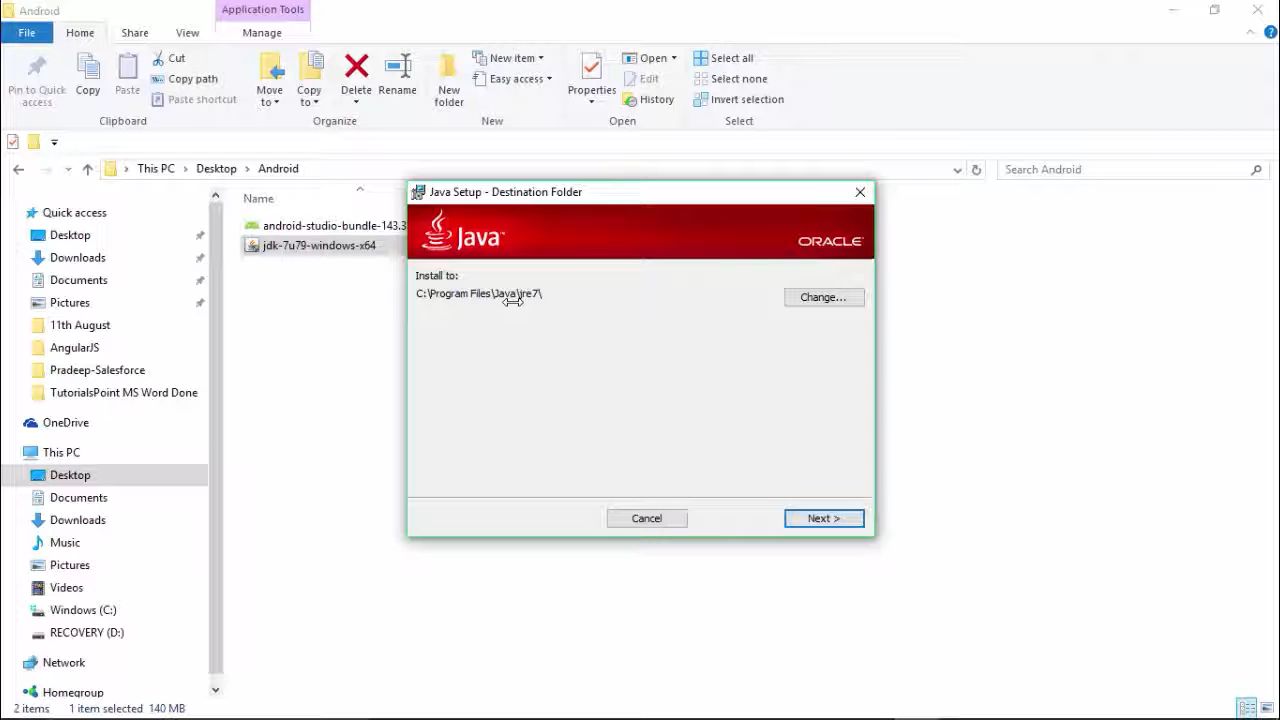 Android
Application Tools
File
Home
Share
View
Manage
Pin to Quick
access
Copy
Paste
Cut
Copy path
Paste shortcut
Clipboard
Move
to
Copy
to
Delete
Rename
Organize
New
folder
New item
Easy access
New
Properties
Open
Edit
History
Open
Select all
Select none
Invert selection
Select
This PC > Desktop > Android
Search Android
Quick access
Desktop
Downloads
Documents
Pictures
11th August
AngularJS
Pradeep-Salesforce
TutorialsPoint MS Word Done
OneDrive
This PC
Desktop
Documents
Downloads
Music
Pictures
Videos
Windows (C:)
RECOVERY (D:)
Network
Homegroup
Name
android-studio-bundle-143.3
jdk-7u79-windows-x64
Java Setup - Destination Folder
Java™
ORACLE
Install to:
C:\Program Files\Java\jre7\
Change...
Cancel
Next >
2 items
1 item selected 140 MB